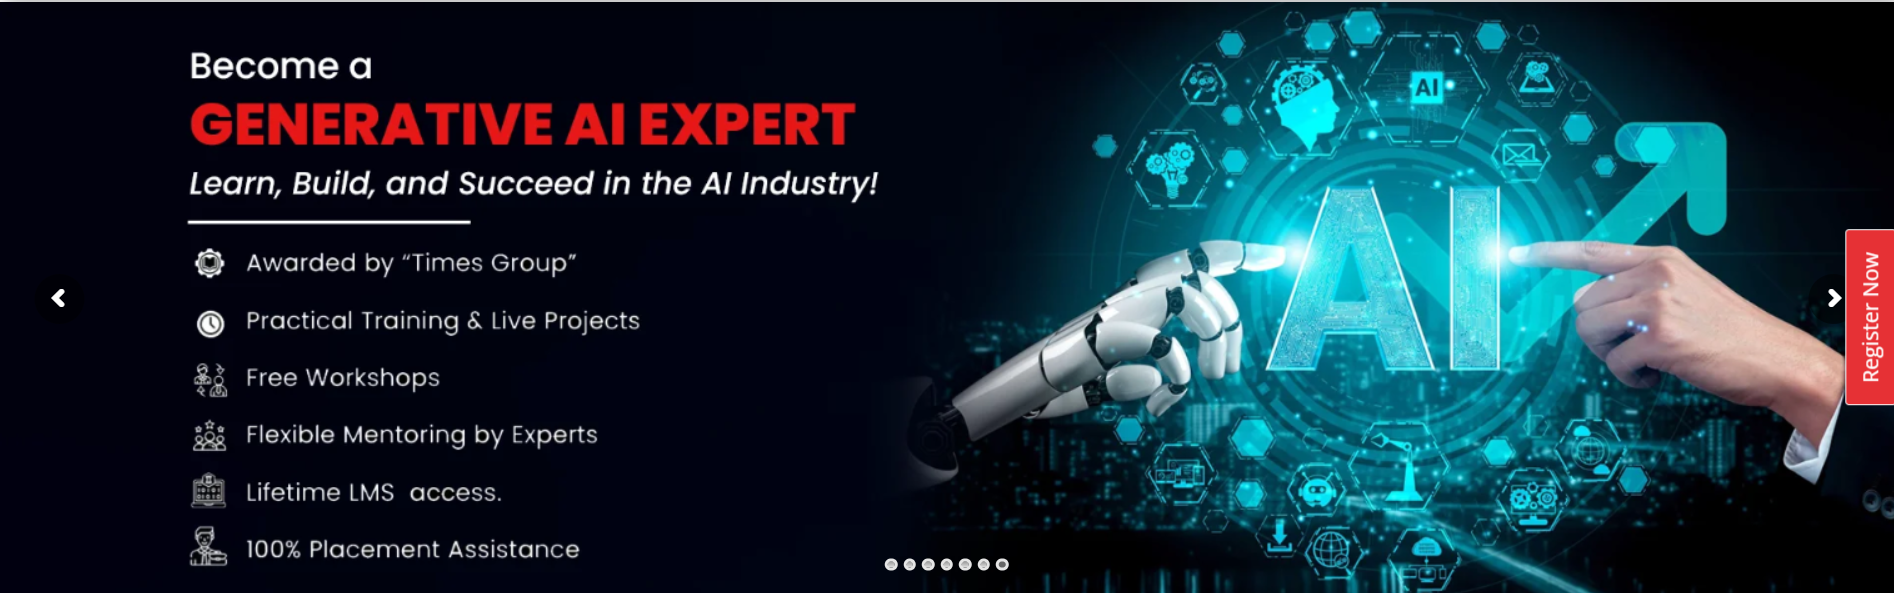 Become a
GENERATIVE AI EXPERT
Learn, Build, and Succeed in the AI Industry!
Awarded by “Times Group”
Practical Training & Live Projects
Free Workshops
Flexible Mentoring by Experts
Lifetime LMS access.
100% Placement Assistance
AI
AI
Register Now